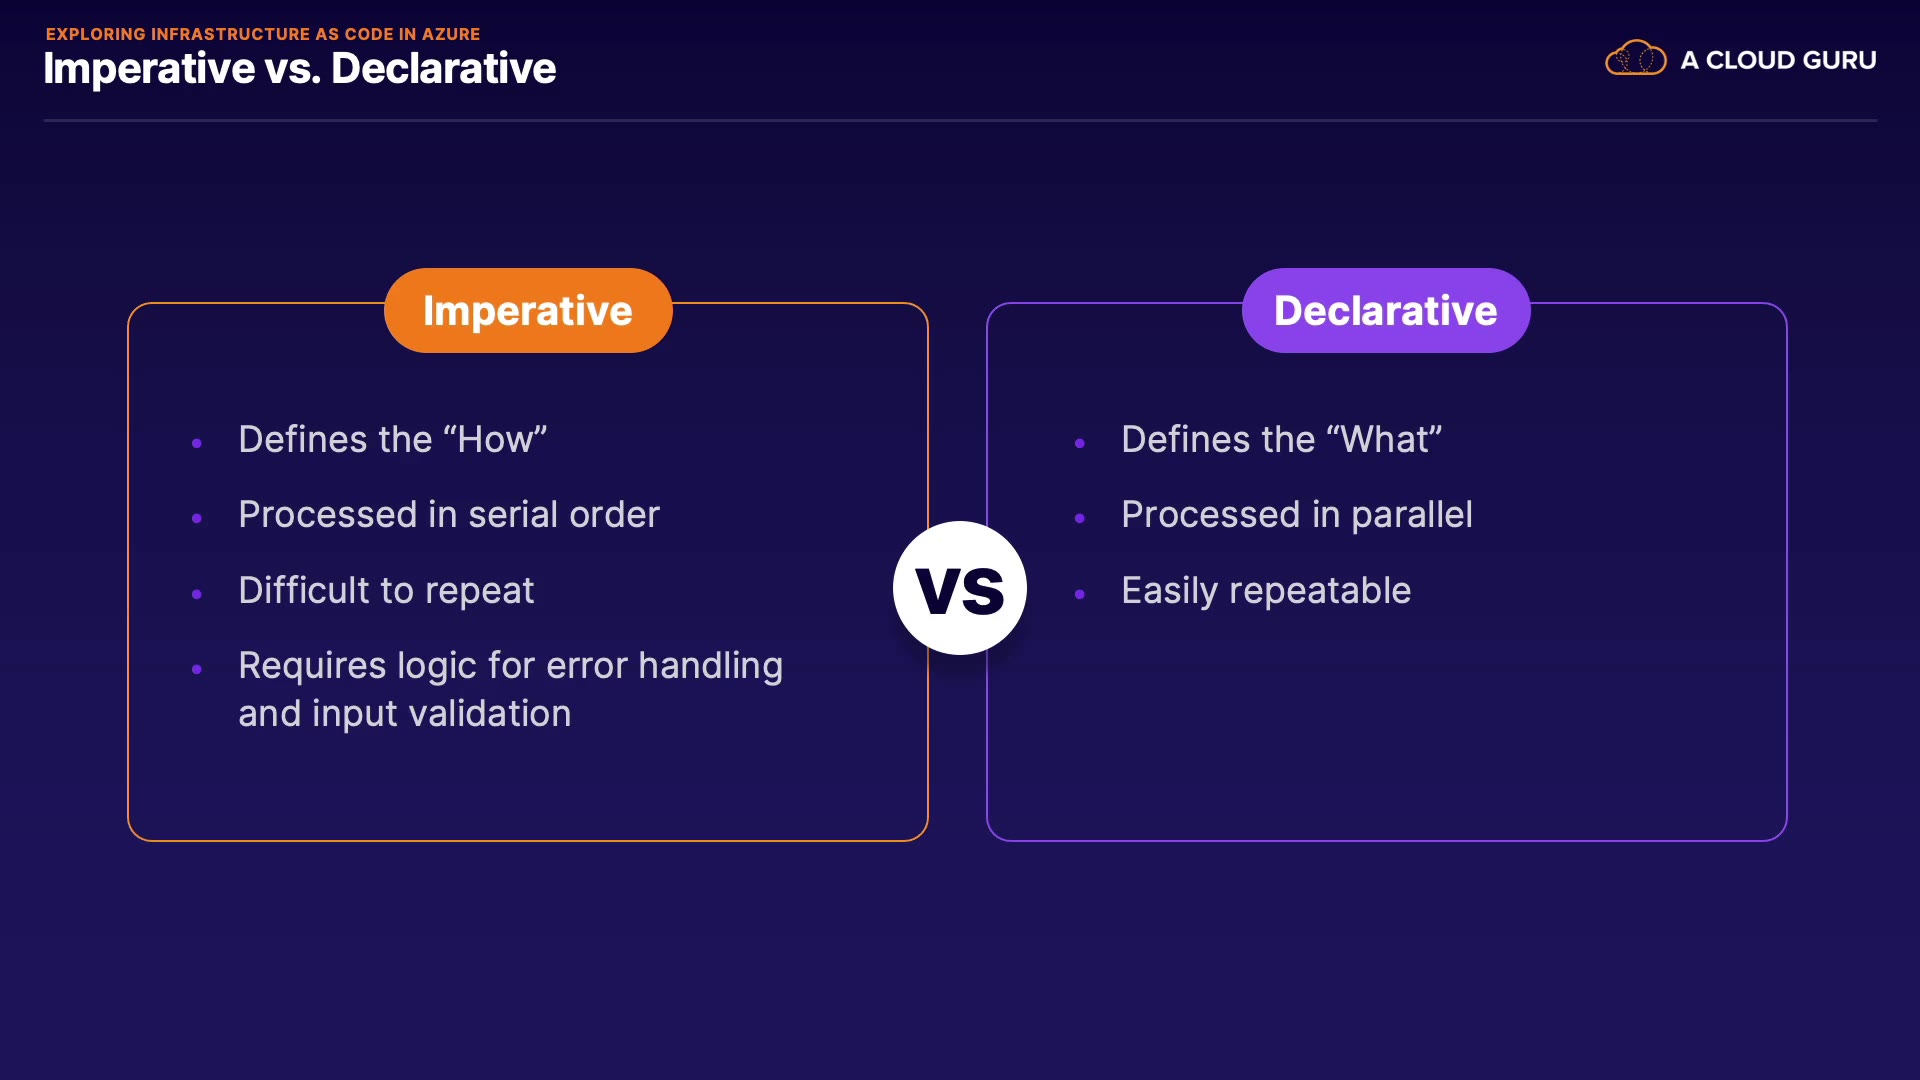 EXPLORING INFRASTRUCTURE AS CODE IN AZURE
Imperative vs. Declarative
A CLOUD GURU
Imperative
• Defines the “How”
• Processed in serial order
• Difficult to repeat
• Requires logic for error handling
and input validation
VS
Declarative
• Defines the “What”
• Processed in parallel
• Easily repeatable